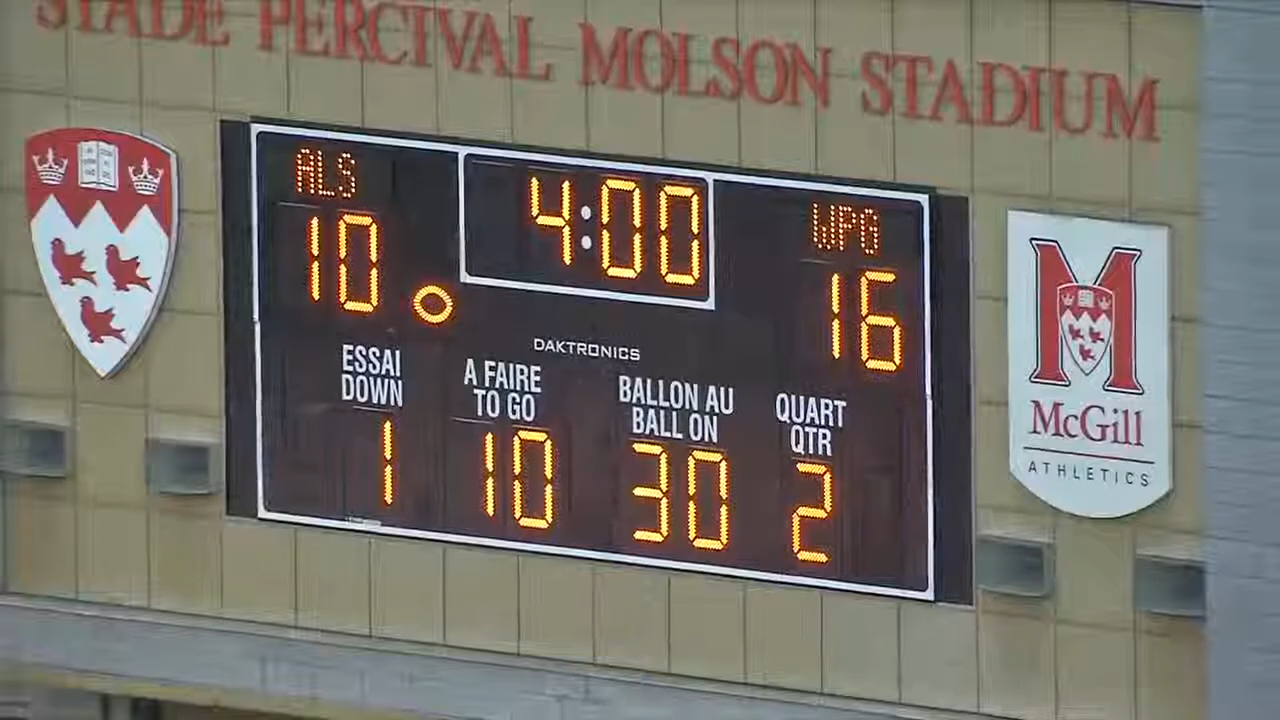 STADE PERCIVAL MOLSON STADIUM
ALS 4:00 WPG
10 16
DAKTRONICS
ESSAI DOWN
A FAIRE TO GO
BALLON AU BALL ON
QUART QTR
1 10 30 2
McGill
ATHLETICS